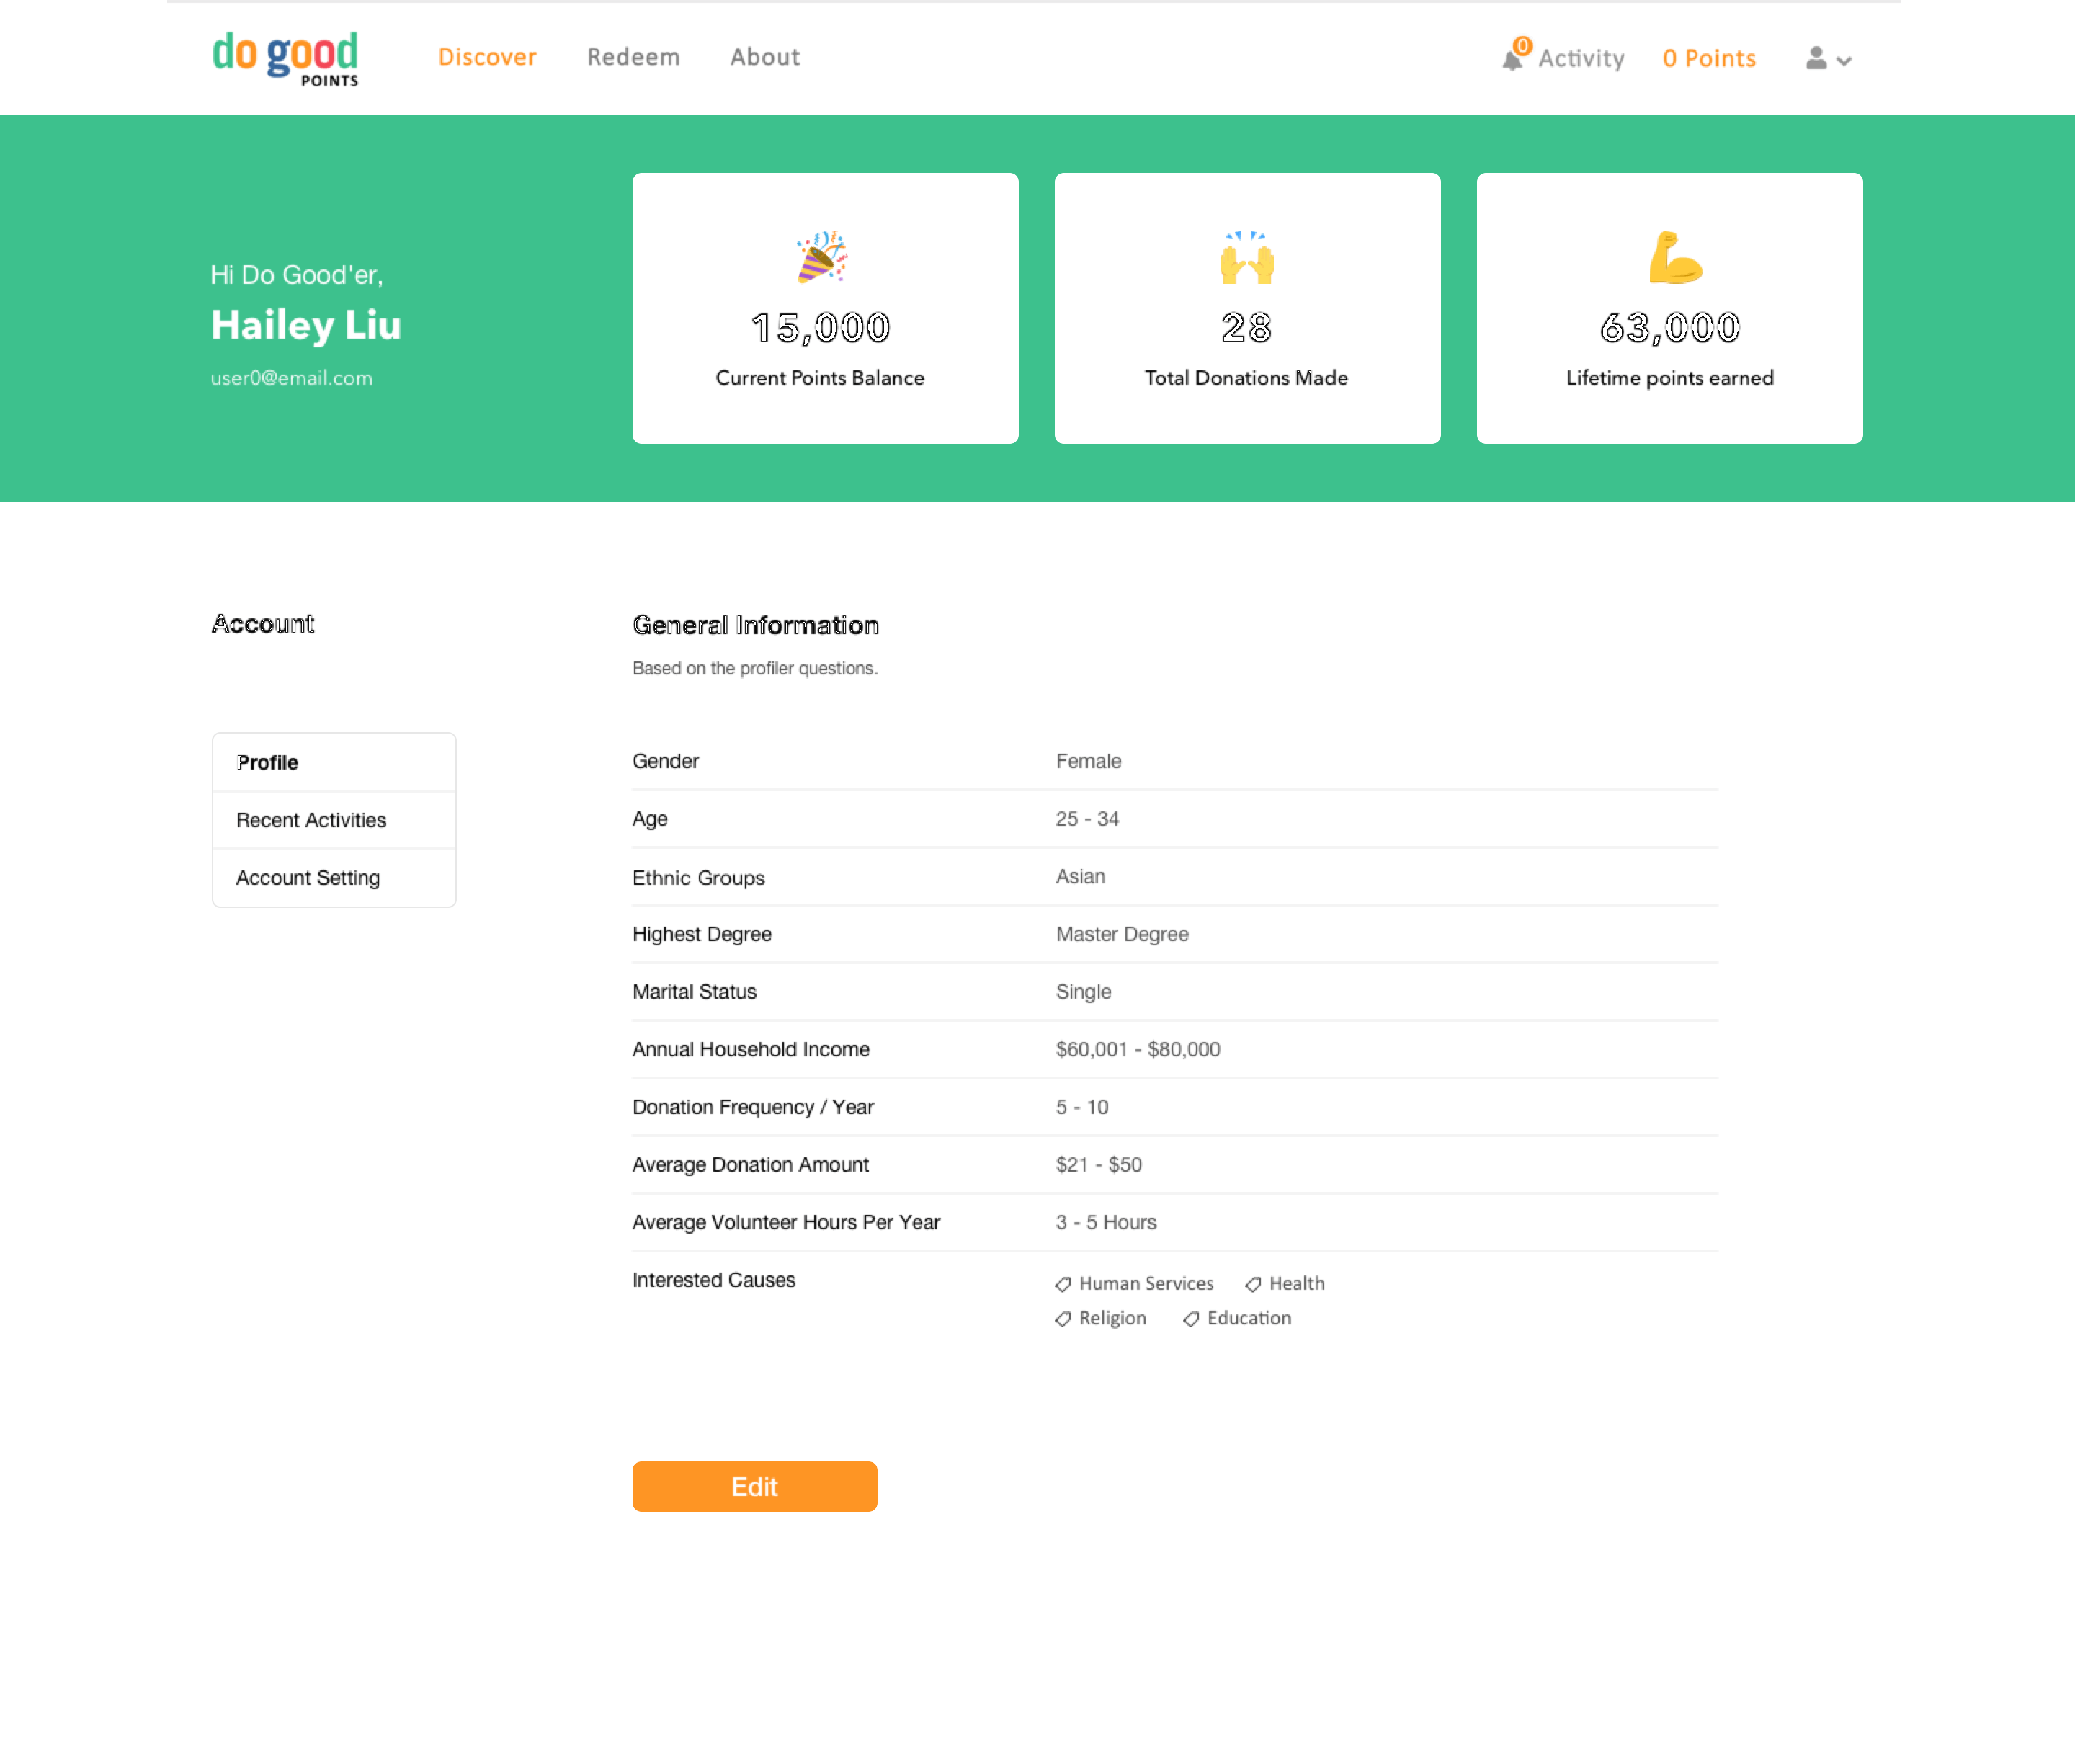 do good POINTS Discover Redeem About 0 Activity 0 Points
Hi Do Good'er,
Hailey Liu
user0@email.com
15,000
Current Points Balance
28
Total Donations Made
63,000
Lifetime points earned
Account
Profile
Recent Activities
Account Setting
General Information
Based on the profiler questions.
Gender Female
Age 25 - 34
Ethnic Groups Asian
Highest Degree Master Degree
Marital Status Single
Annual Household Income $60,001 - $80,000
Donation Frequency / Year 5 - 10
Average Donation Amount $21 - $50
Average Volunteer Hours Per Year 3 - 5 Hours
Interested Causes Human Services Health
Religion Education
Edit